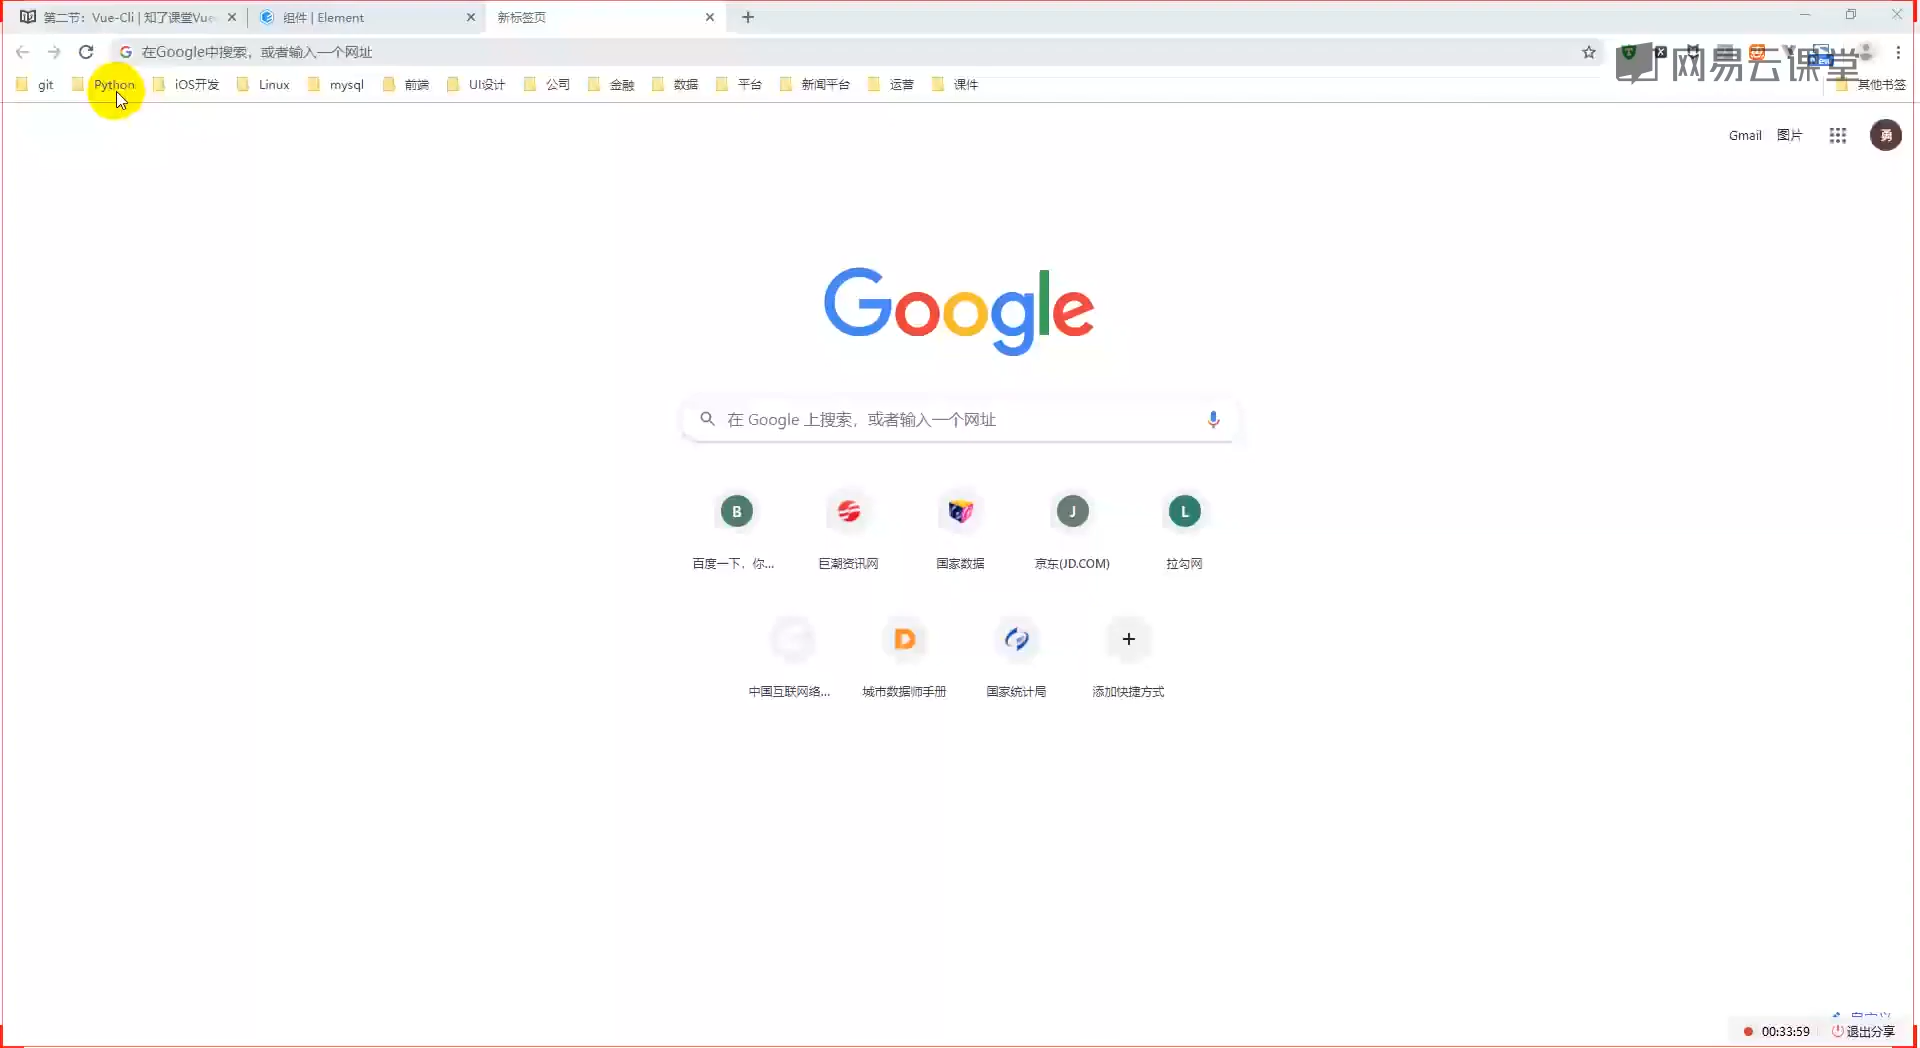 第二节：Vue-Cli | 知了课堂Vue
组件 | Element
新标签页
在Google中搜索，或者输入一个网址
网易云课堂
git
Python
iOS开发
Linux
mysql
前端
UI设计
公司
金融
数据
平台
新闻平台
运营
课件
其他书签
Gmail
图片
勇
Google
在 Google 上搜索，或者输入一个网址
B
J
L
百度一下，你...
巨潮资讯网
国家数据
京东(JD.COM)
拉勾网
中国互联网络...
城市数据师手册
国家统计局
添加快捷方式
00:33:59
退出分享